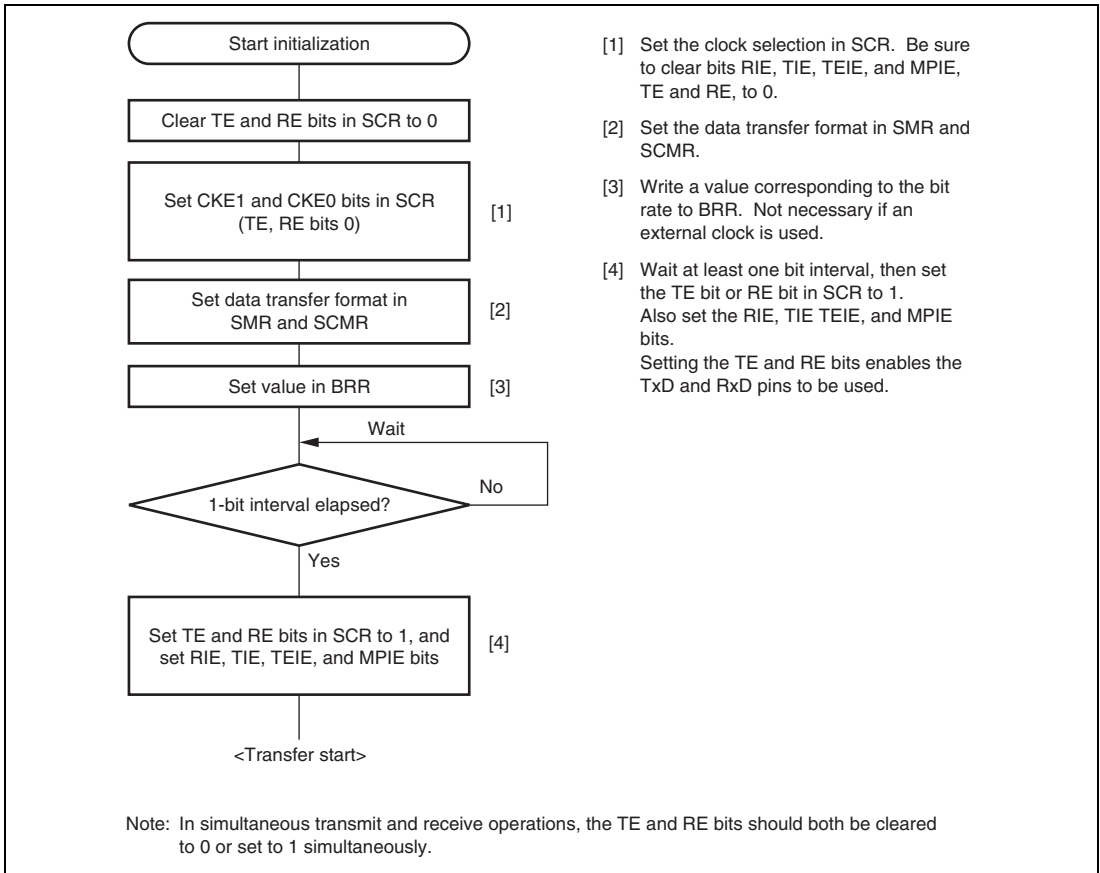 Start initialization
Clear TE and RE bits in SCR to 0
Set CKE1 and CKE0 bits in SCR
(TE, RE bits 0)
[1]
Set data transfer format in
SMR and SCMR
[2]
Set value in BRR
[3]
Wait
No
1-bit interval elapsed?
Yes
Set TE and RE bits in SCR to 1, and
set RIE, TIE, TEIE, and MPIE bits
[4]
<Transfer start>
[1] Set the clock selection in SCR. Be sure
to clear bits RIE, TIE, TEIE, and MPIE,
TE and RE, to 0.
[2] Set the data transfer format in SMR and
SCMR.
[3] Write a value corresponding to the bit
rate to BRR. Not necessary if an
external clock is used.
[4] Wait at least one bit interval, then set
the TE bit or RE bit in SCR to 1.
Also set the RIE, TIE TEIE, and MPIE
bits.
Setting the TE and RE bits enables the
TxD and RxD pins to be used.
Note: In simultaneous transmit and receive operations, the TE and RE bits should both be cleared
to 0 or set to 1 simultaneously.